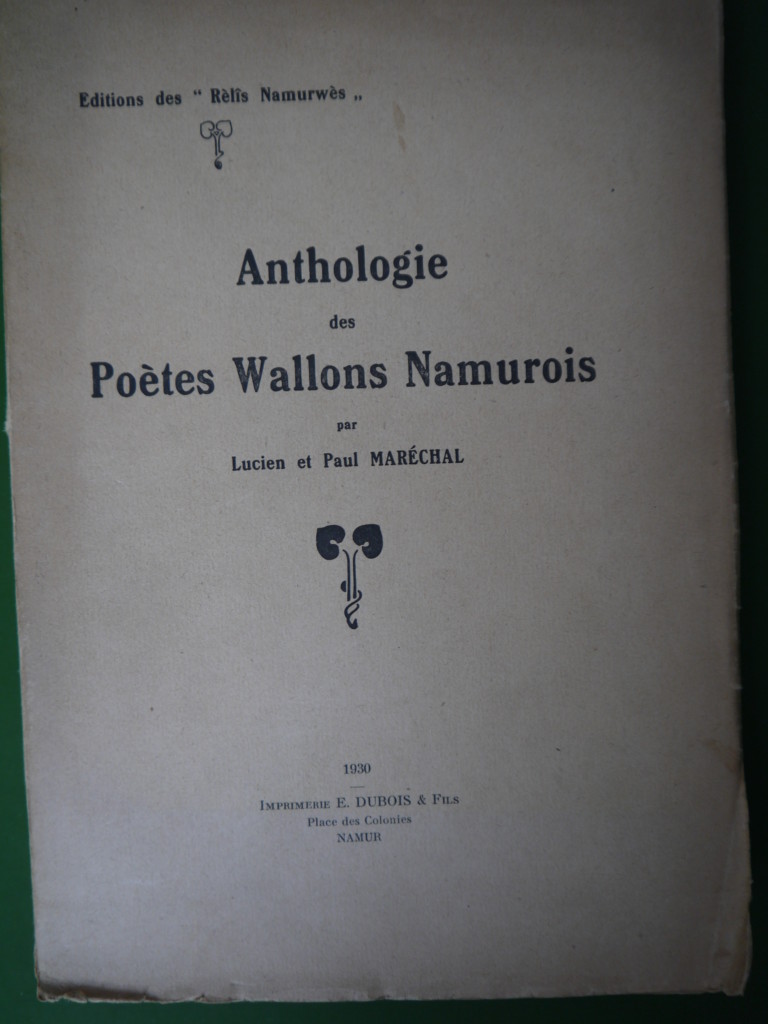 Editions des “ Rèlîs Namurwès „
Anthologie
des
Poètes Wallons Namurois
par
Lucien et Paul MARÉCHAL
1930
IMPRIMERIE E. DUBOIS & FILS
Place des Colonies
NAMUR